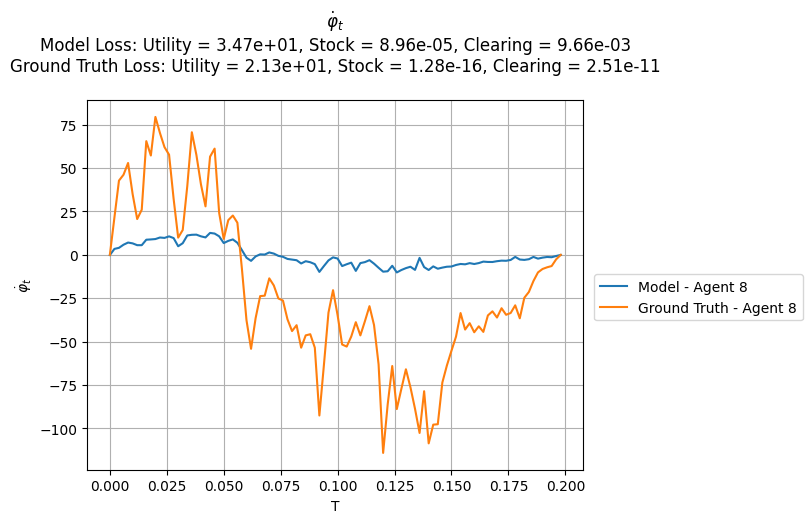 φ̇ₜ
Model Loss: Utility = 3.47e+01, Stock = 8.96e-05, Clearing = 9.66e-03
Ground Truth Loss: Utility = 2.13e+01, Stock = 1.28e-16, Clearing = 2.51e-11
75
50
25
0
−25
−50
−75
−100
φ̇ₜ
0.000
0.025
0.050
0.075
0.100
0.125
0.150
0.175
0.200
T
Model - Agent 8
Ground Truth - Agent 8